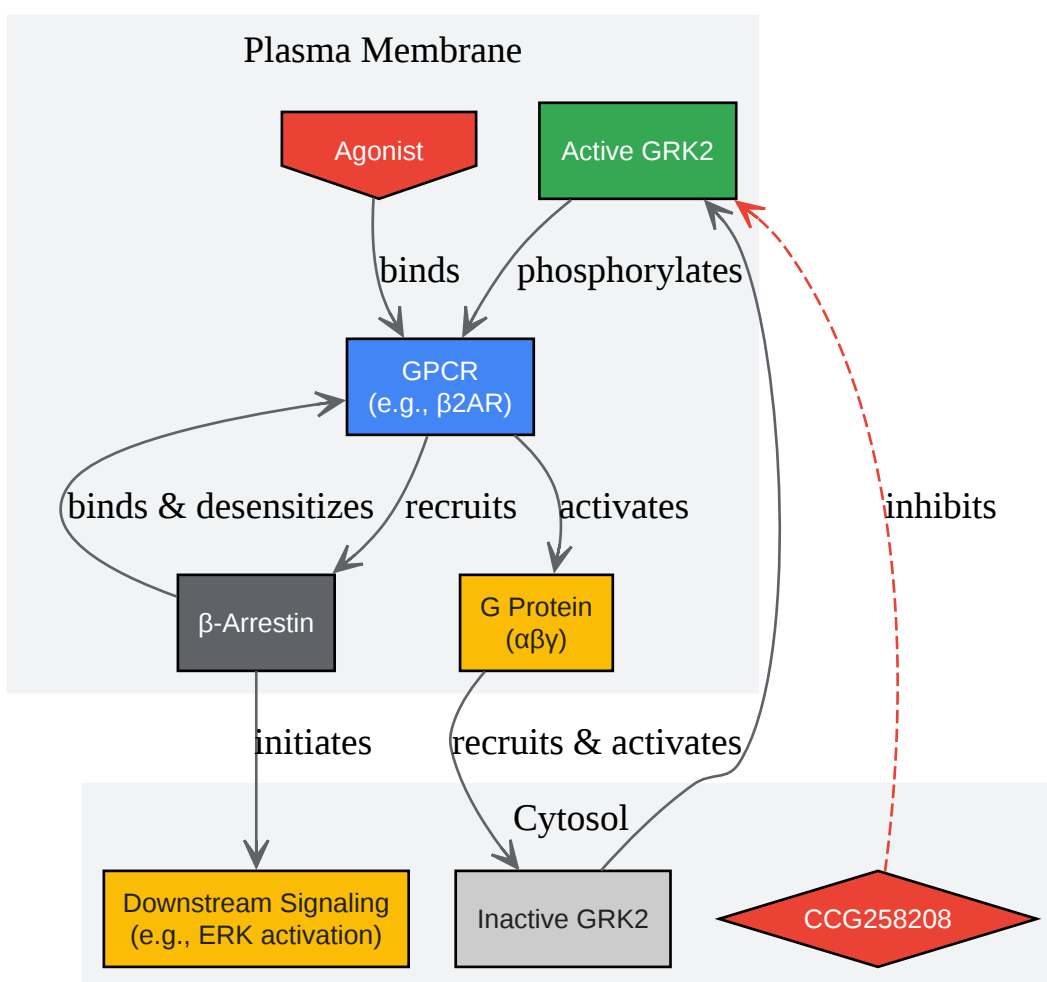 Plasma Membrane
Agonist
Active GRK2
binds
phosphorylates
GPCR
(e.g., β2AR)
binds & desensitizes
recruits
activates
inhibits
β-Arrestin
G Protein
(αβγ)
initiates
recruits & activates
Cytosol
Downstream Signaling
(e.g., ERK activation)
Inactive GRK2
CCG258208